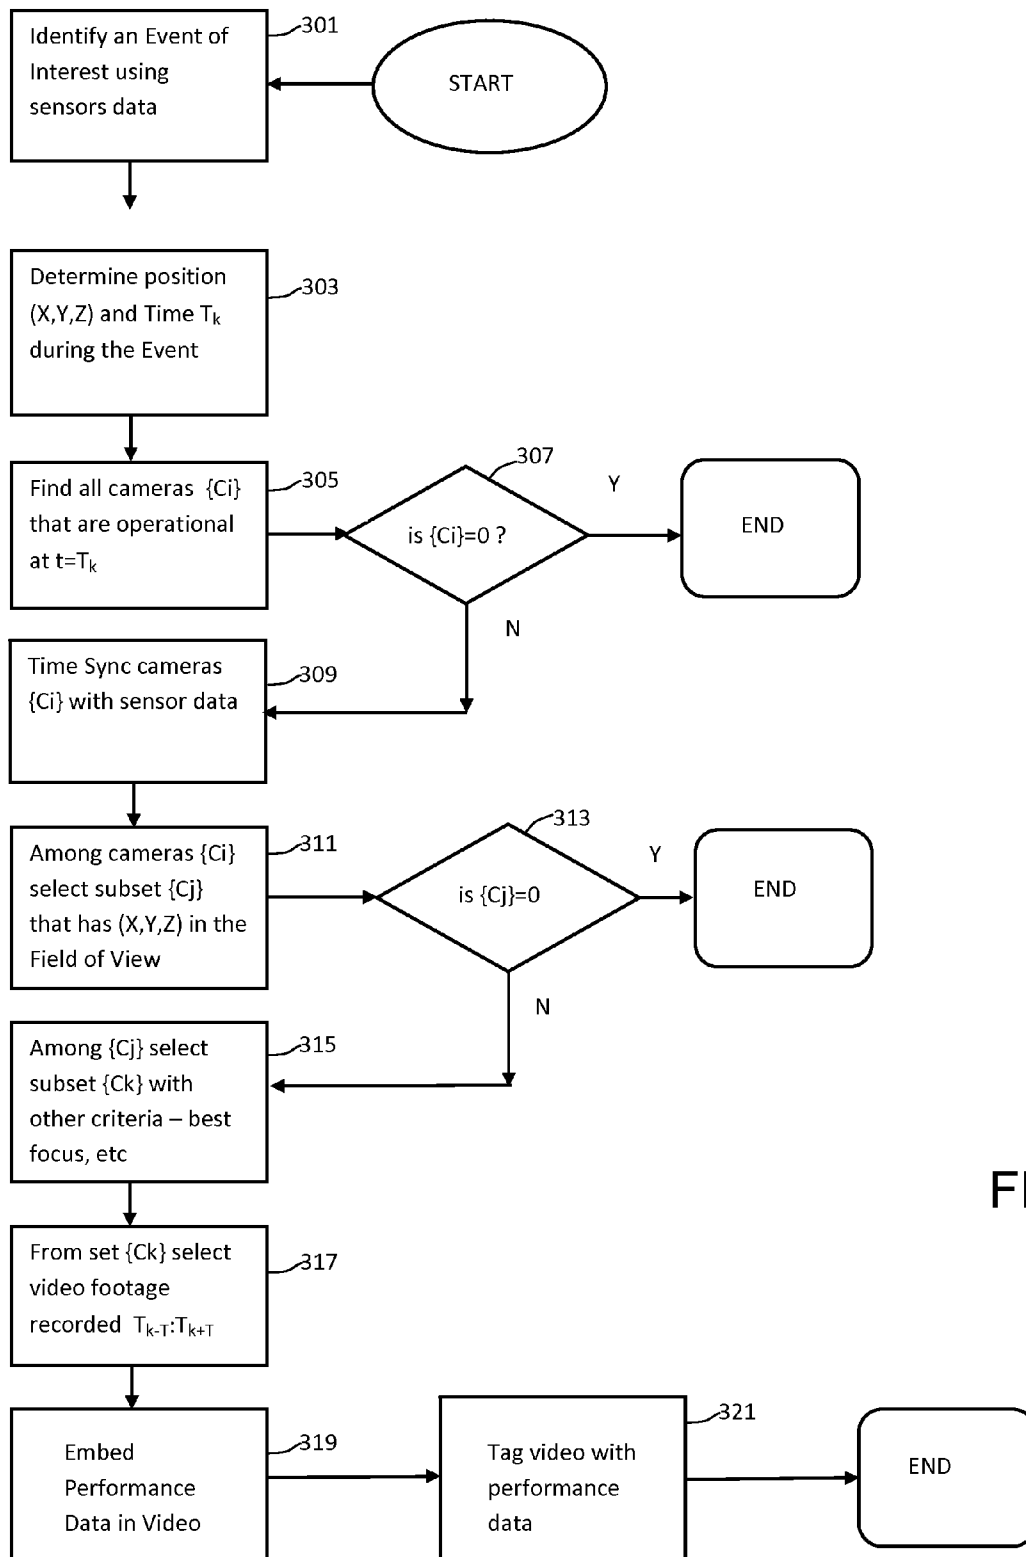 Identify an Event of
Interest using
sensors data
301
START
Determine position
(X,Y,Z) and Time Tk
during the Event
303
Find all cameras {Ci}
that are operational
at t=Tk
305
is {Ci}=0 ?
307
Y
END
N
Time Sync cameras
{Ci} with sensor data
309
Among cameras {Ci}
select subset {Cj}
that has (X,Y,Z) in the
Field of View
311
is {Cj}=0
313
Y
END
N
Among {Cj} select
subset {Ck} with
other criteria – best
focus, etc
315
From set {Ck} select
video footage
recorded Tk-T:Tk+T
317
Embed
Performance
Data in Video
319
Tag video with
performance
data
321
END